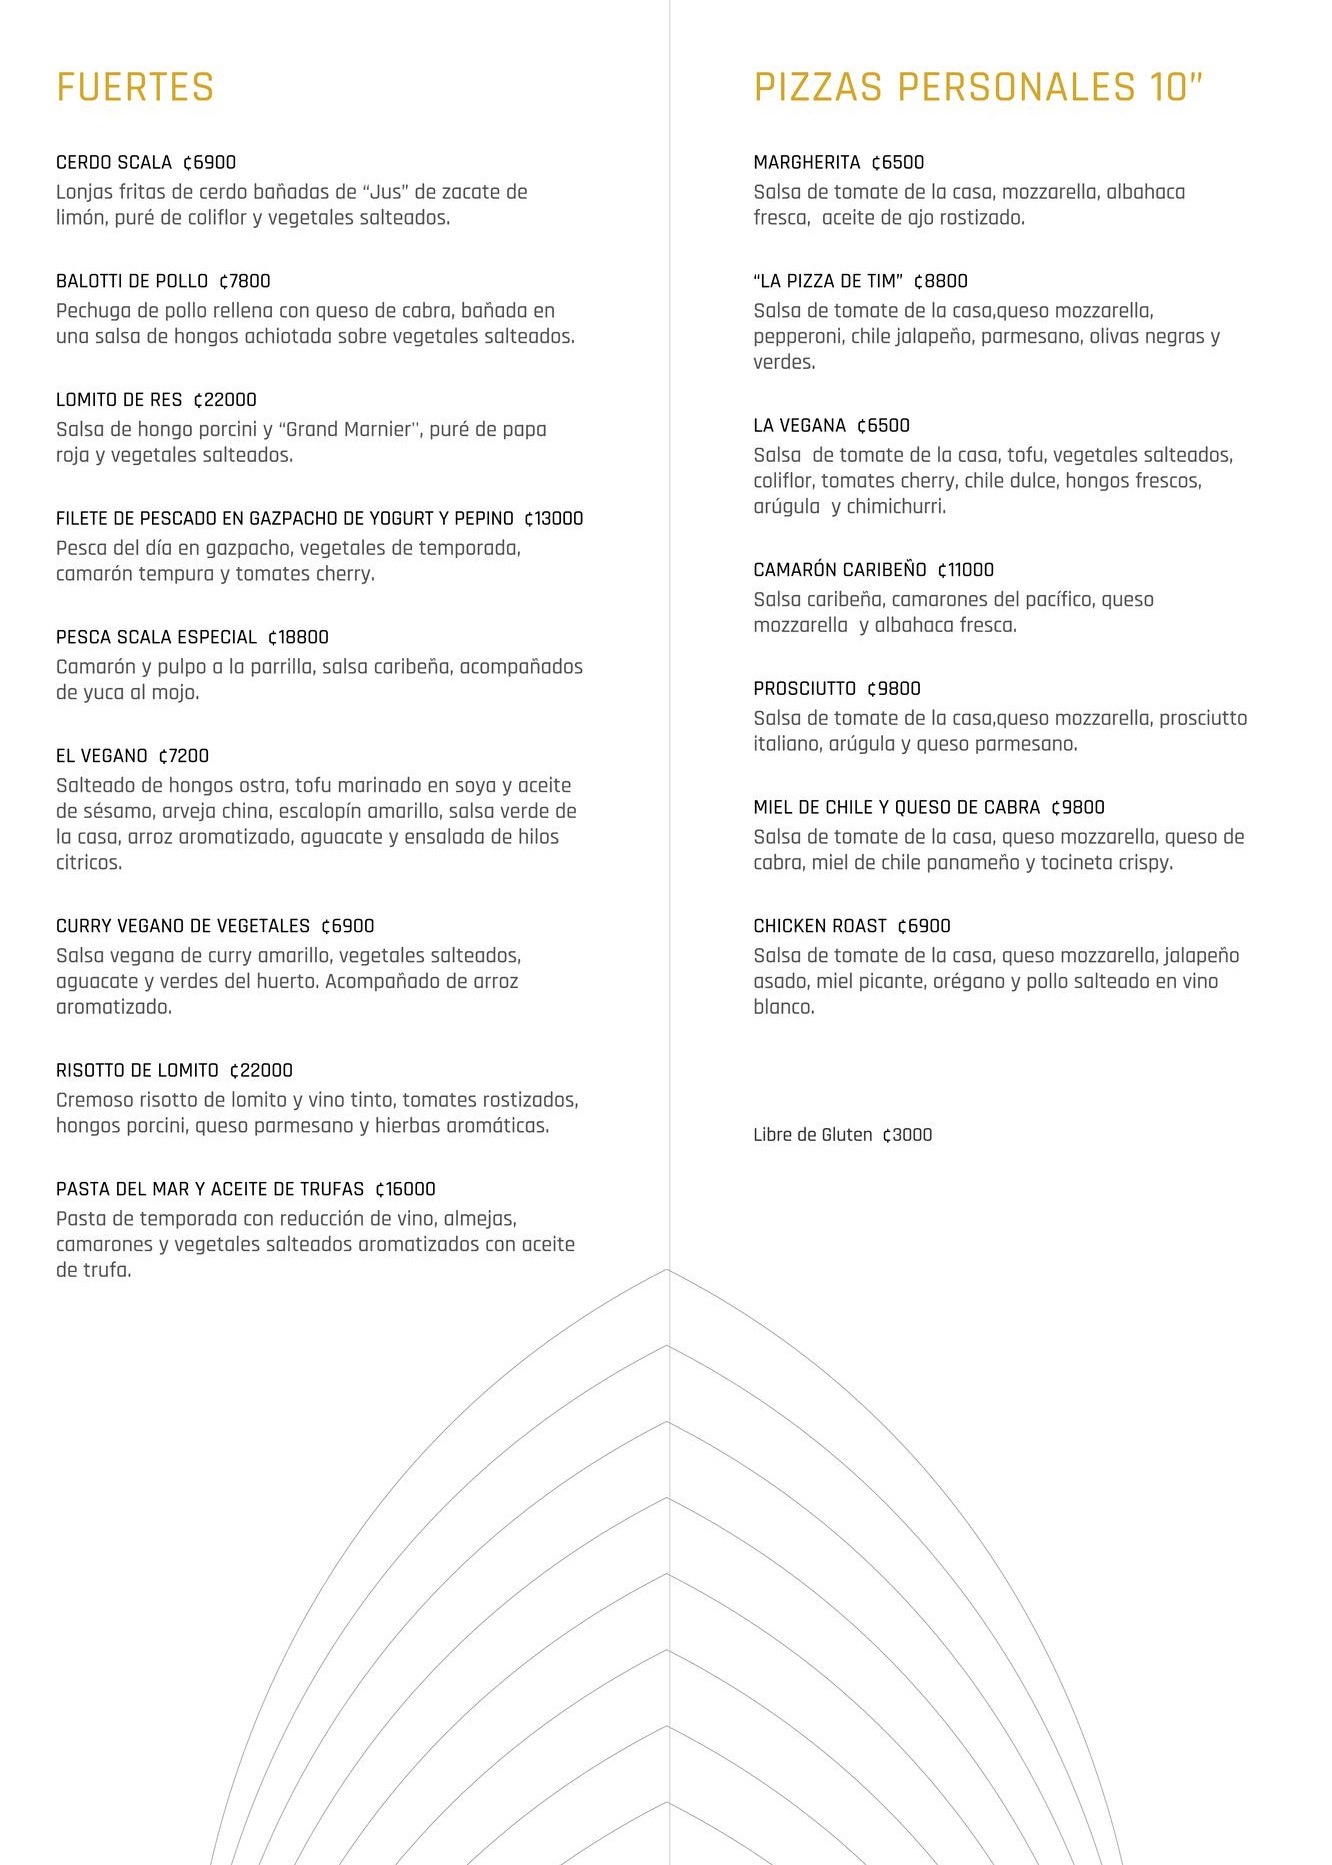 FUERTES
CERDO SCALA ₵6900
Lonjas fritas de cerdo bañadas de “Jus” de zacate de
limón, puré de coliflor y vegetales salteados.
BALOTTI DE POLLO ₵7800
Pechuga de pollo rellena con queso de cabra, bañada en
una salsa de hongos achiotada sobre vegetales salteados.
LOMITO DE RES ₵22000
Salsa de hongo porcini y “Grand Marnier'', puré de papa
roja y vegetales salteados.
FILETE DE PESCADO EN GAZPACHO DE YOGURT Y PEPINO ₵13000
Pesca del día en gazpacho, vegetales de temporada,
camarón tempura y tomates cherry.
PESCA SCALA ESPECIAL ₵18800
Camarón y pulpo a la parrilla, salsa caribeña, acompañados
de yuca al mojo.
EL VEGANO ₵7200
Salteado de hongos ostra, tofu marinado en soya y aceite
de sésamo, arveja china, escalopín amarillo, salsa verde de
la casa, arroz aromatizado, aguacate y ensalada de hilos
citricos.
CURRY VEGANO DE VEGETALES ₵6900
Salsa vegana de curry amarillo, vegetales salteados,
aguacate y verdes del huerto. Acompañado de arroz
aromatizado.
RISOTTO DE LOMITO ₵22000
Cremoso risotto de lomito y vino tinto, tomates rostizados,
hongos porcini, queso parmesano y hierbas aromáticas.
PASTA DEL MAR Y ACEITE DE TRUFAS ₵16000
Pasta de temporada con reducción de vino, almejas,
camarones y vegetales salteados aromatizados con aceite
de trufa.
PIZZAS PERSONALES 10”
MARGHERITA ₵6500
Salsa de tomate de la casa, mozzarella, albahaca
fresca, aceite de ajo rostizado.
“LA PIZZA DE TIM” ₵8800
Salsa de tomate de la casa,queso mozzarella,
pepperoni, chile jalapeño, parmesano, olivas negras y
verdes.
LA VEGANA ₵6500
Salsa de tomate de la casa, tofu, vegetales salteados,
coliflor, tomates cherry, chile dulce, hongos frescos,
arúgula y chimichurri.
CAMARÓN CARIBEÑO ₵11000
Salsa caribeña, camarones del pacífico, queso
mozzarella y albahaca fresca.
PROSCIUTTO ₵9800
Salsa de tomate de la casa,queso mozzarella, prosciutto
italiano, arúgula y queso parmesano.
MIEL DE CHILE Y QUESO DE CABRA ₵9800
Salsa de tomate de la casa, queso mozzarella, queso de
cabra, miel de chile panameño y tocineta crispy.
CHICKEN ROAST ₵6900
Salsa de tomate de la casa, queso mozzarella, jalapeño
asado, miel picante, orégano y pollo salteado en vino
blanco.
Libre de Gluten ₵3000